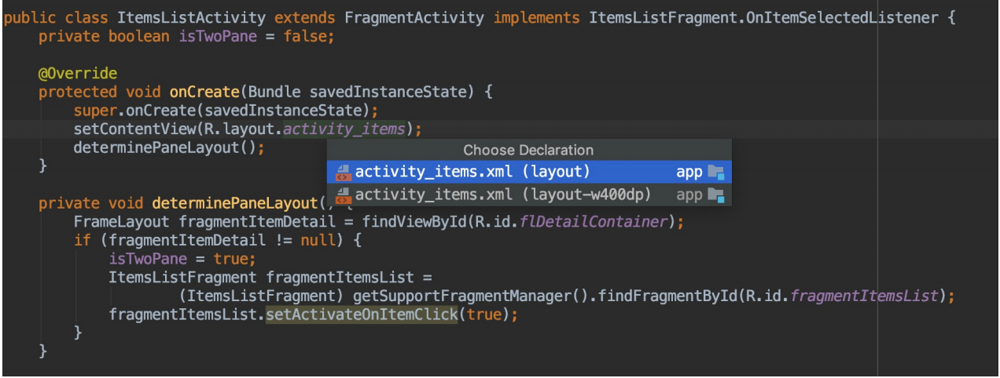 public class ItemsListActivity extends FragmentActivity implements ItemsListFragment.OnItemSelectedListener {
private boolean isTwoPane = false;
@Override
protected void onCreate(Bundle savedInstanceState) {
super.onCreate(savedInstanceState);
setContentView(R.layout.activity_items);
determinePaneLayout();
}
Choose Declaration
activity_items.xml (layout) app
activity_items.xml (layout-w400dp) app
private void determinePaneLayout() {
FrameLayout fragmentItemDetail = findViewById(R.id.flDetailContainer);
if (fragmentItemDetail != null) {
isTwoPane = true;
ItemsListFragment fragmentItemsList =
(ItemsListFragment) getSupportFragmentManager().findFragmentById(R.id.fragmentItemsList);
fragmentItemsList.setActivateOnItemClick(true);
}
}